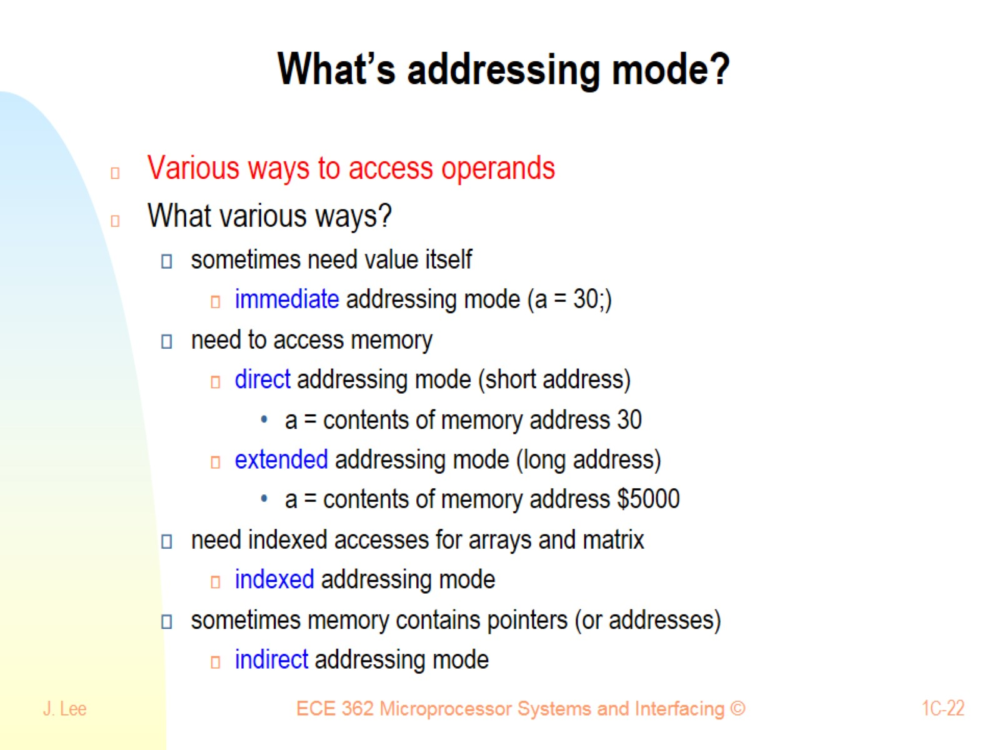 What's addressing mode?
Various ways to access operands
What various ways?
sometimes need value itself
immediate addressing mode (a = 30;)
need to access memory
direct addressing mode (short address)
• a = contents of memory address 30
extended addressing mode (long address)
• a = contents of memory address $5000
need indexed accesses for arrays and matrix
indexed addressing mode
sometimes memory contains pointers (or addresses)
indirect addressing mode
J. Lee
ECE 362 Microprocessor Systems and Interfacing ©
1C-22